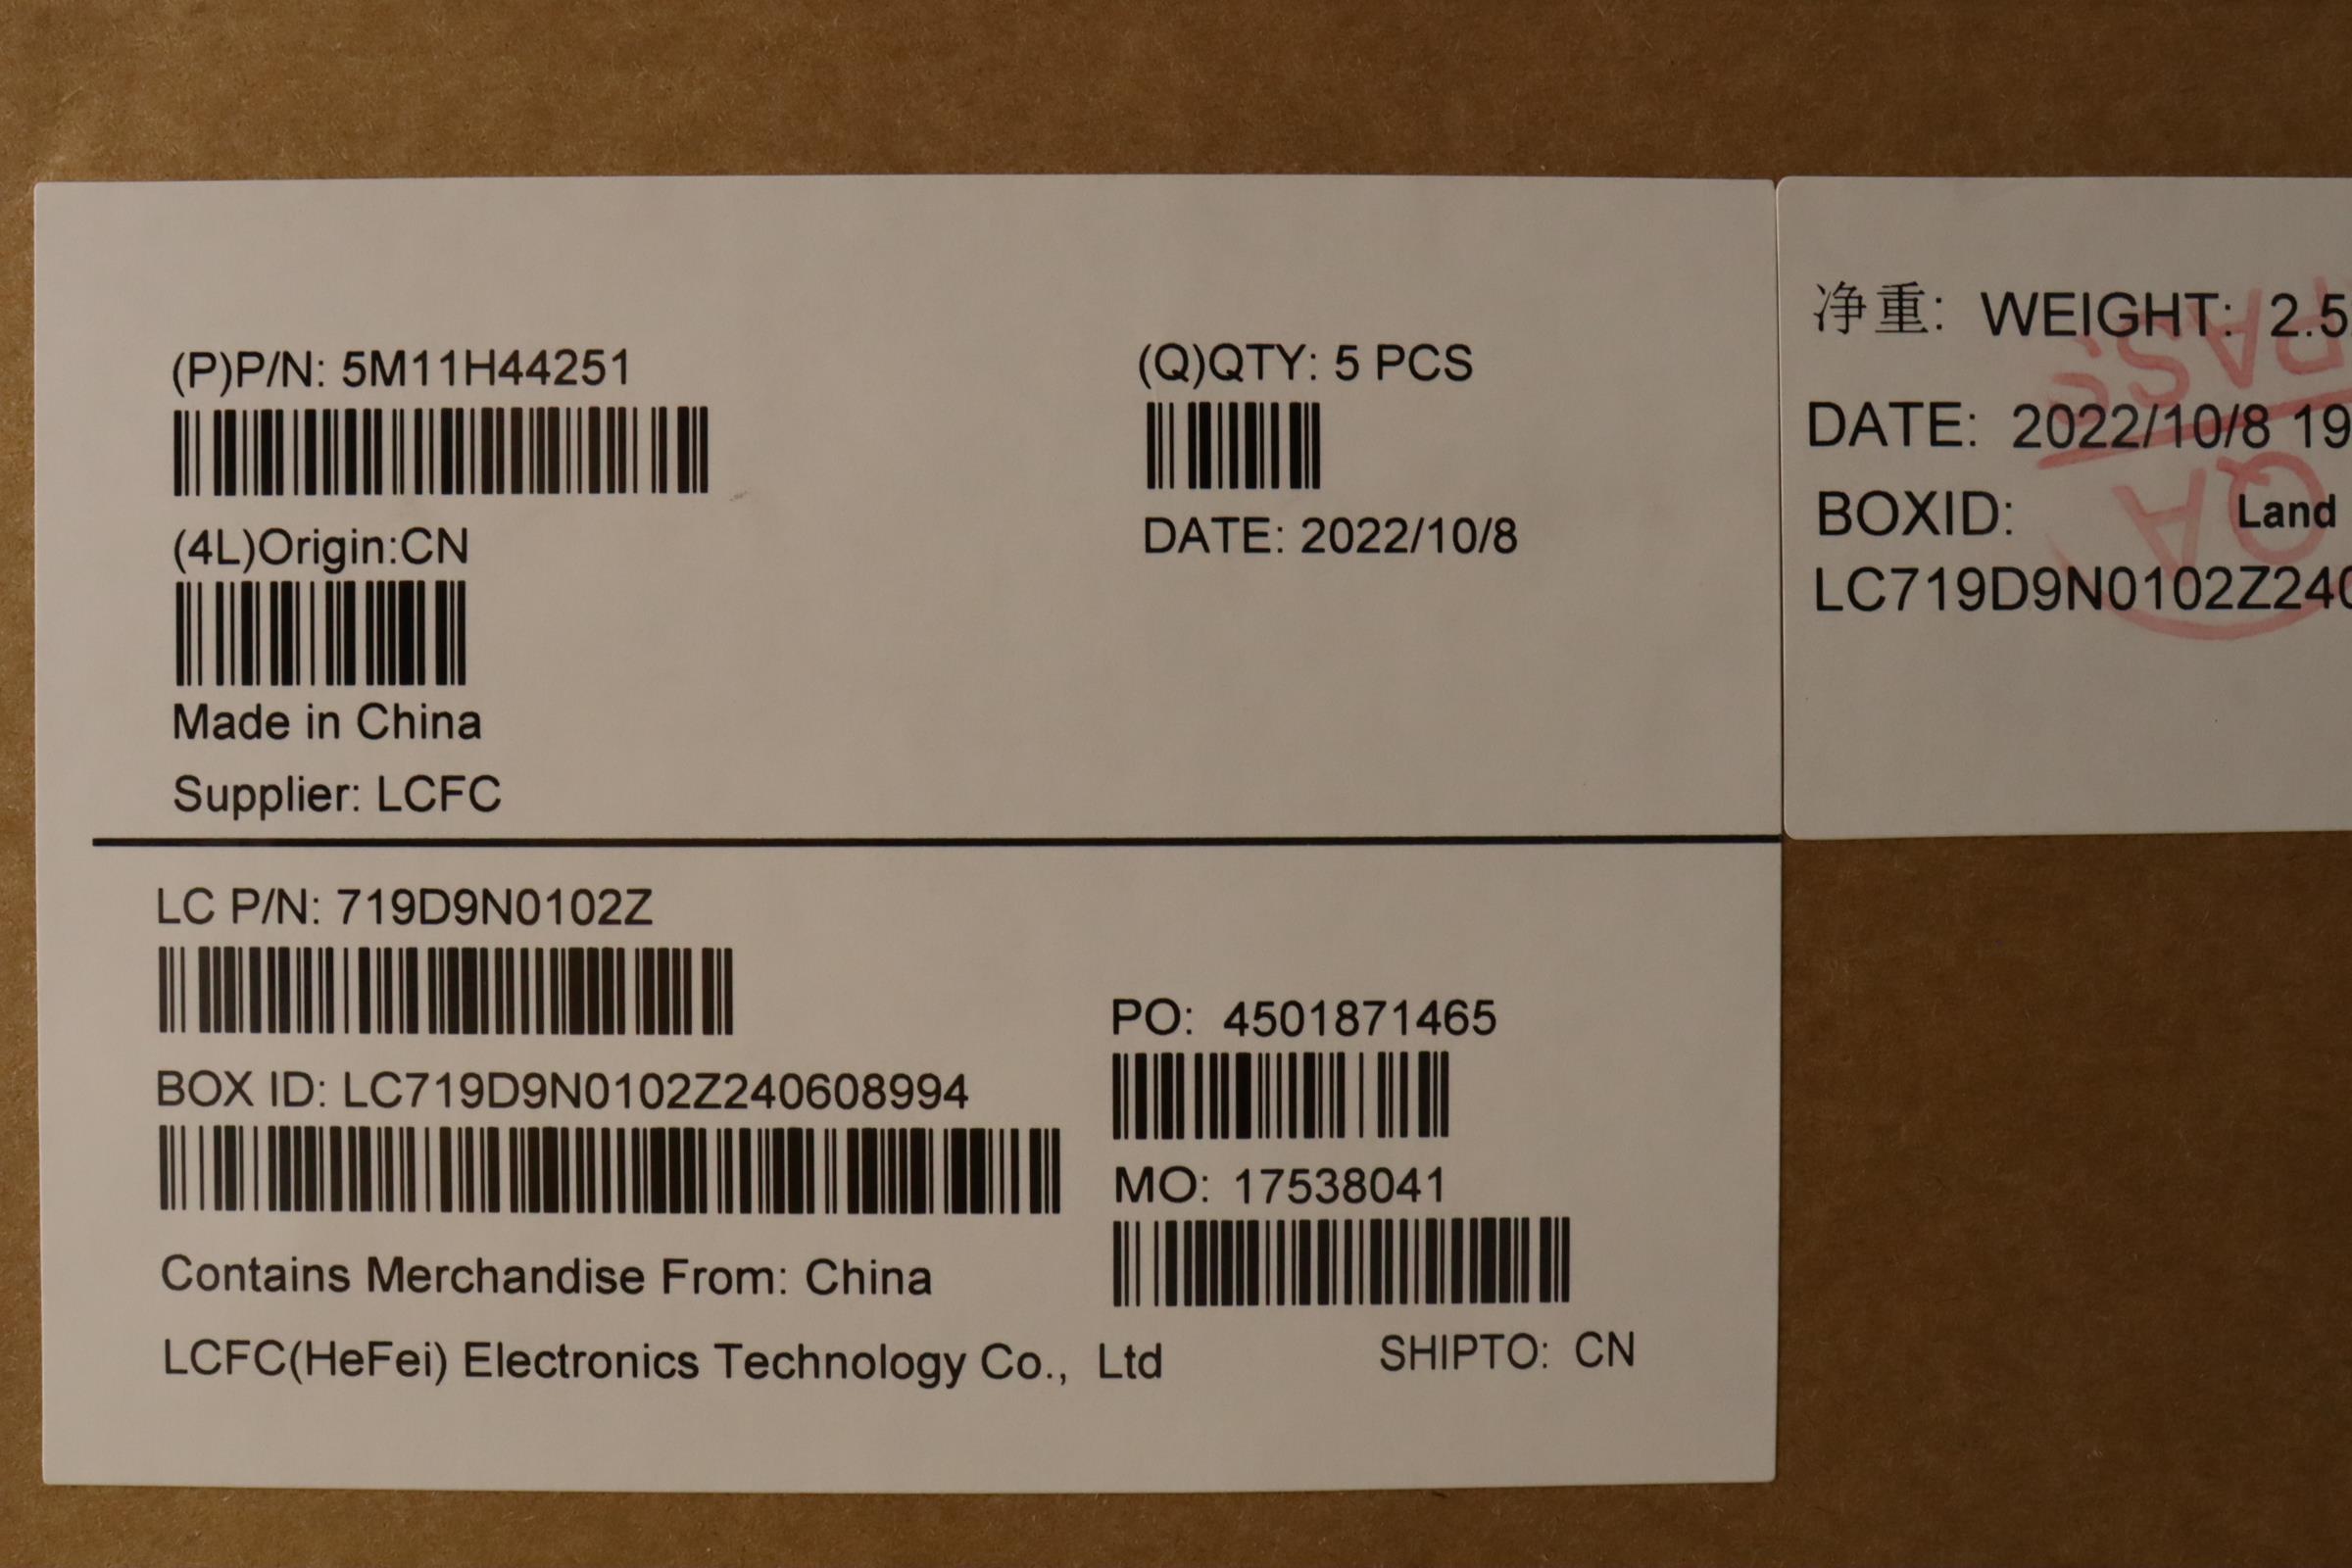 (P)P/N: 5M11H44251
(Q)QTY: 5 PCS
(4L)Origin:CN
DATE: 2022/10/8
Made in China
Supplier: LCFC
LC P/N: 719D9N0102Z
PO: 4501871465
BOX ID: LC719D9N0102Z240608994
MO: 17538041
Contains Merchandise From: China
LCFC(HeFei) Electronics Technology Co., Ltd
SHIPTO: CN
净重: WEIGHT: 2.5
DATE: 2022/10/8 19
BOXID: Land
LC719D9N0102Z240
PASS
QA